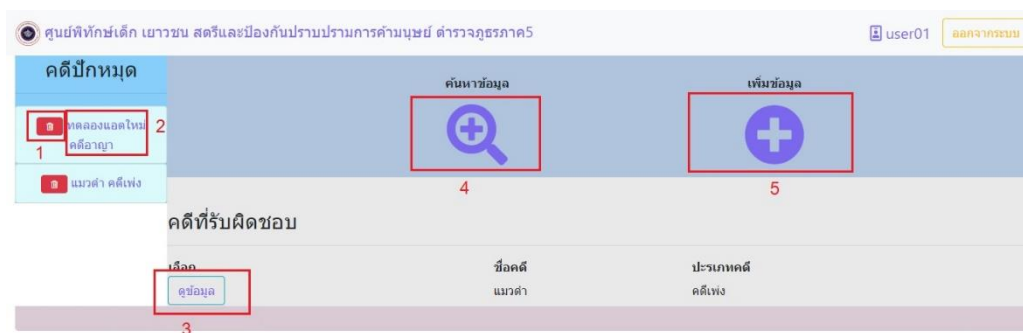 ศูนย์พิทักษ์เด็ก เยาวชน สตรีและป้องกันปราบปรามการค้ามนุษย์ ตำรวจภูธรภาค5 user01 ออกจากระบบ
คดีปักหมุด
ค้นหาข้อมูล เพิ่มข้อมูล
ทดลองแอดใหม่ 2
1 คดีอาญา
แมวดำ คดีเพ่ง
4 5
คดีที่รับผิดชอบ
เลือก ชื่อคดี ปะรเภทคดี
ดูข้อมูล แมวดำ คดีเพ่ง
3